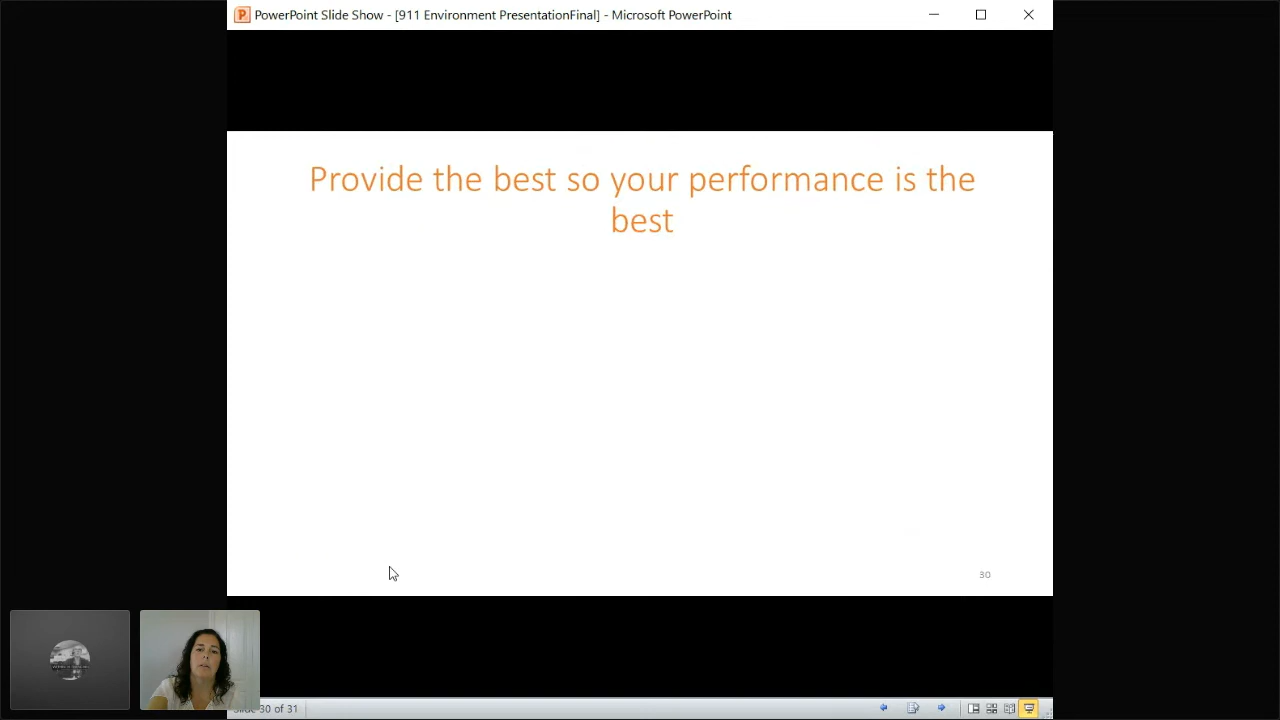 PowerPoint Slide Show - [911 Environment PresentationFinal] - Microsoft PowerPoint
Provide the best so your performance is the
best
30
Slide 30 of 31